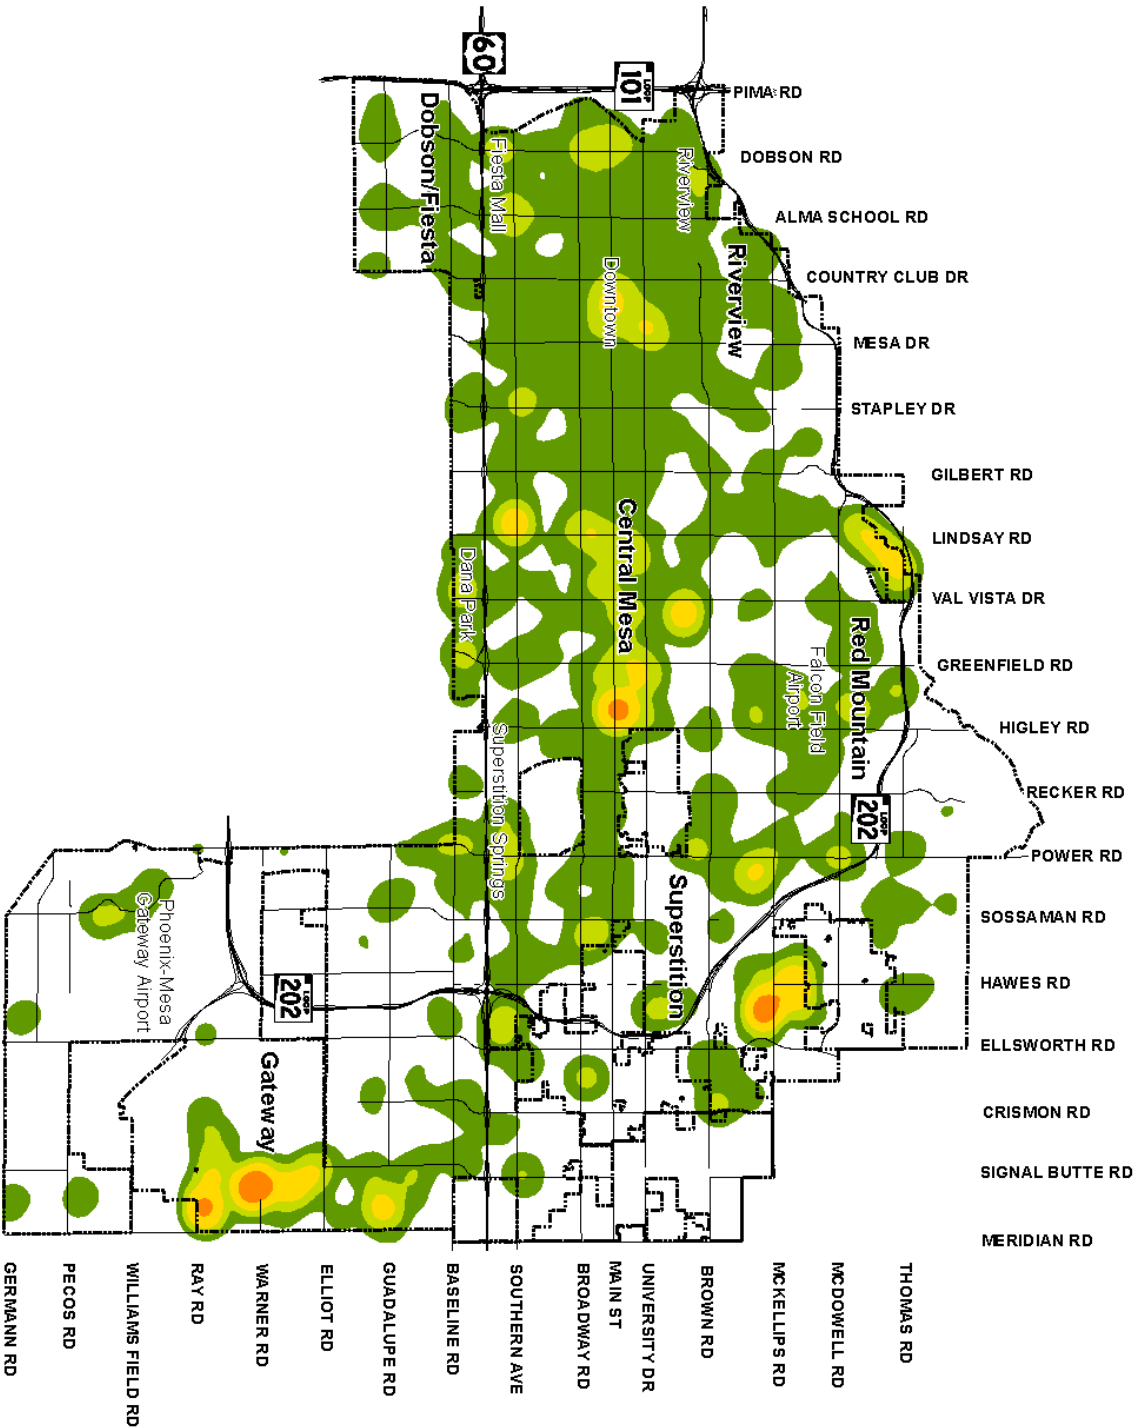 60
LOOP
101
PIMA RD
DOBSON RD
ALMA SCHOOL RD
COUNTRY CLUB DR
MESA DR
STAPLEY DR
GILBERT RD
LINDSAY RD
VAL VISTA DR
GREENFIELD RD
HIGLEY RD
RECKER RD
POWER RD
SOSSAMAN RD
HAWES RD
ELLSWORTH RD
CRISMON RD
SIGNAL BUTTE RD
MERIDIAN RD
Dobson/Fiesta
Fiesta Mall
Riverview
Riverview
Downtown
Central Mesa
Dana Park
Red Mountain
Falcon Field
Airport
LOOP
202
Superstition Springs
Superstition
Phoenix-Mesa
Gateway Airport
LOOP
202
Gateway
GERMANN RD
PECOS RD
WILLIAMS FIELD RD
RAY RD
WARNER RD
ELLIOT RD
GUADALUPE RD
BASELINE RD
SOUTHERN AVE
BROADWAY RD
MAIN ST
UNIVERSITY DR
BROWN RD
MCKELLIPS RD
MCDOWELL RD
THOMAS RD